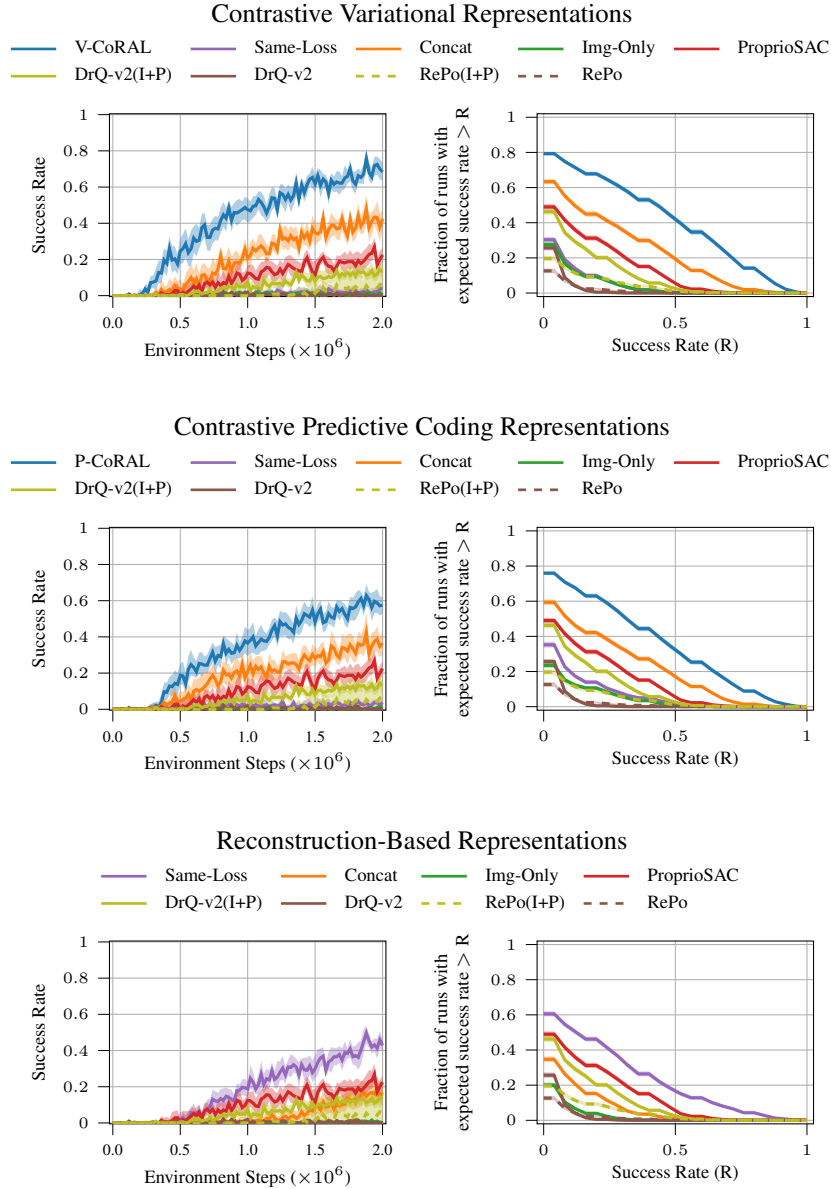 Contrastive Variational Representations
V-CoRAL Same-Loss Concat Img-Only ProprioSAC
DrQ-v2(I+P) DrQ-v2 RePo(I+P) RePo
Success Rate
1
0.8
0.6
0.4
0.2
0
0.0 0.5 1.0 1.5 2.0
Environment Steps (×10⁶)
Fraction of runs with
expected success rate > R
1
0.8
0.6
0.4
0.2
0
0 0.5 1
Success Rate (R)
Contrastive Predictive Coding Representations
P-CoRAL Same-Loss Concat Img-Only ProprioSAC
DrQ-v2(I+P) DrQ-v2 RePo(I+P) RePo
Success Rate
1
0.8
0.6
0.4
0.2
0
0.0 0.5 1.0 1.5 2.0
Environment Steps (×10⁶)
Fraction of runs with
expected success rate > R
1
0.8
0.6
0.4
0.2
0
0 0.5 1
Success Rate (R)
Reconstruction-Based Representations
Same-Loss Concat Img-Only ProprioSAC
DrQ-v2(I+P) DrQ-v2 RePo(I+P) RePo
Success Rate
1
0.8
0.6
0.4
0.2
0
0.0 0.5 1.0 1.5 2.0
Environment Steps (×10⁶)
Fraction of runs with
expected success rate > R
1
0.8
0.6
0.4
0.2
0
0 0.5 1
Success Rate (R)